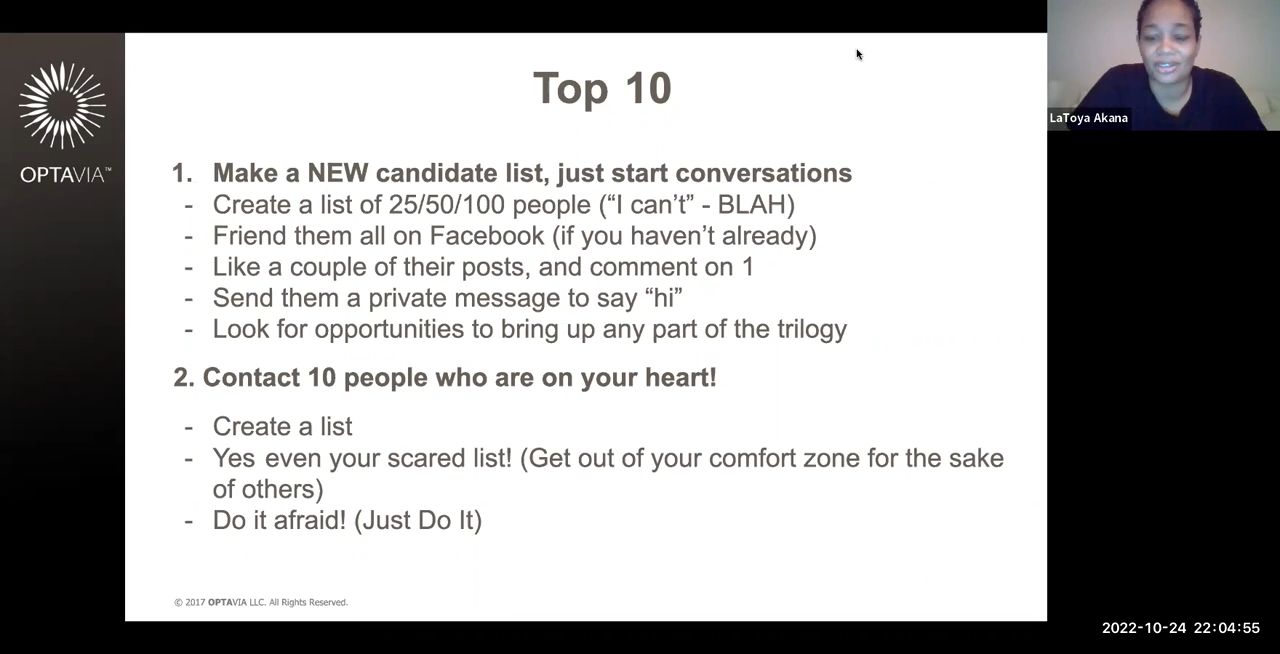 Top 10
LaToya Akana
OPTAVIA™
1. Make a NEW candidate list, just start conversations
- Create a list of 25/50/100 people (“I can’t” - BLAH)
- Friend them all on Facebook (if you haven’t already)
- Like a couple of their posts, and comment on 1
- Send them a private message to say “hi”
- Look for opportunities to bring up any part of the trilogy
2. Contact 10 people who are on your heart!
- Create a list
- Yes even your scared list! (Get out of your comfort zone for the sake
of others)
- Do it afraid! (Just Do It)
© 2017 OPTAVIA LLC. All Rights Reserved.
2022-10-24 22:04:55